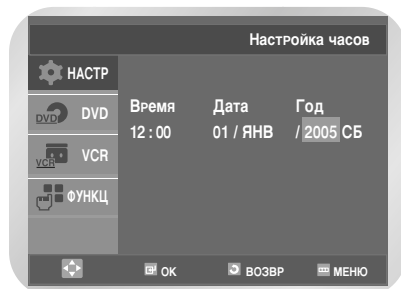 Настройка часов
НАСТР
DVD DVD
VCR VCR
ФУНКЦ
Время Дата Год
12 : 00 01 / ЯНВ / 2005 СБ
ОК ВОЗВР МЕНЮ